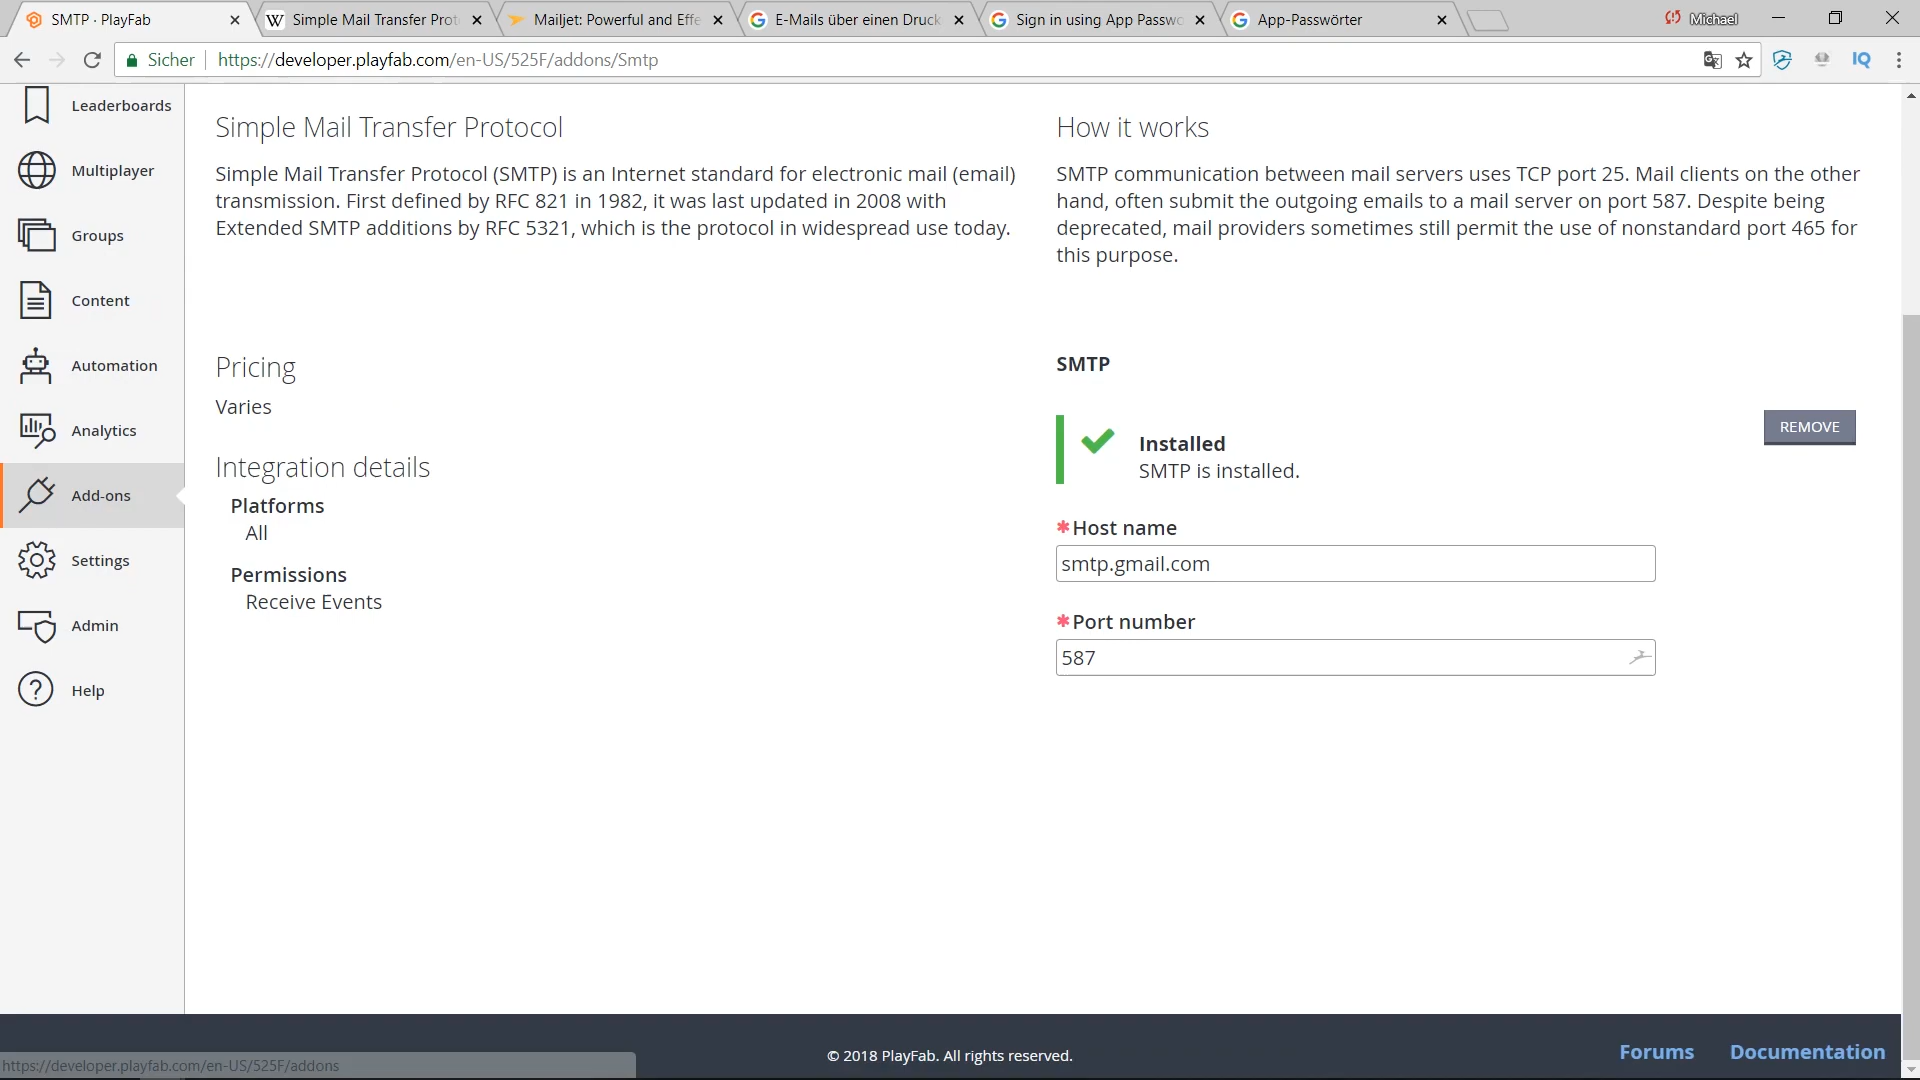 SMTP · PlayFab
Simple Mail Transfer Prot
Mailjet: Powerful and Effe
E-Mails über einen Druck
Sign in using App Passwo
App-Passwörter
Michael
Sicher
https://developer.playfab.com/en-US/525F/addons/Smtp
IQ
Leaderboards
Multiplayer
Groups
Content
Automation
Analytics
Add-ons
Settings
Admin
Help
Simple Mail Transfer Protocol
Simple Mail Transfer Protocol (SMTP) is an Internet standard for electronic mail (email)
transmission. First defined by RFC 821 in 1982, it was last updated in 2008 with
Extended SMTP additions by RFC 5321, which is the protocol in widespread use today.
How it works
SMTP communication between mail servers uses TCP port 25. Mail clients on the other
hand, often submit the outgoing emails to a mail server on port 587. Despite being
deprecated, mail providers sometimes still permit the use of nonstandard port 465 for
this purpose.
Pricing
Varies
Integration details
Platforms
All
Permissions
Receive Events
SMTP
Installed
SMTP is installed.
REMOVE
*Host name
smtp.gmail.com
*Port number
587
© 2018 PlayFab. All rights reserved.
Forums
Documentation
https://developer.playfab.com/en-US/525F/addons